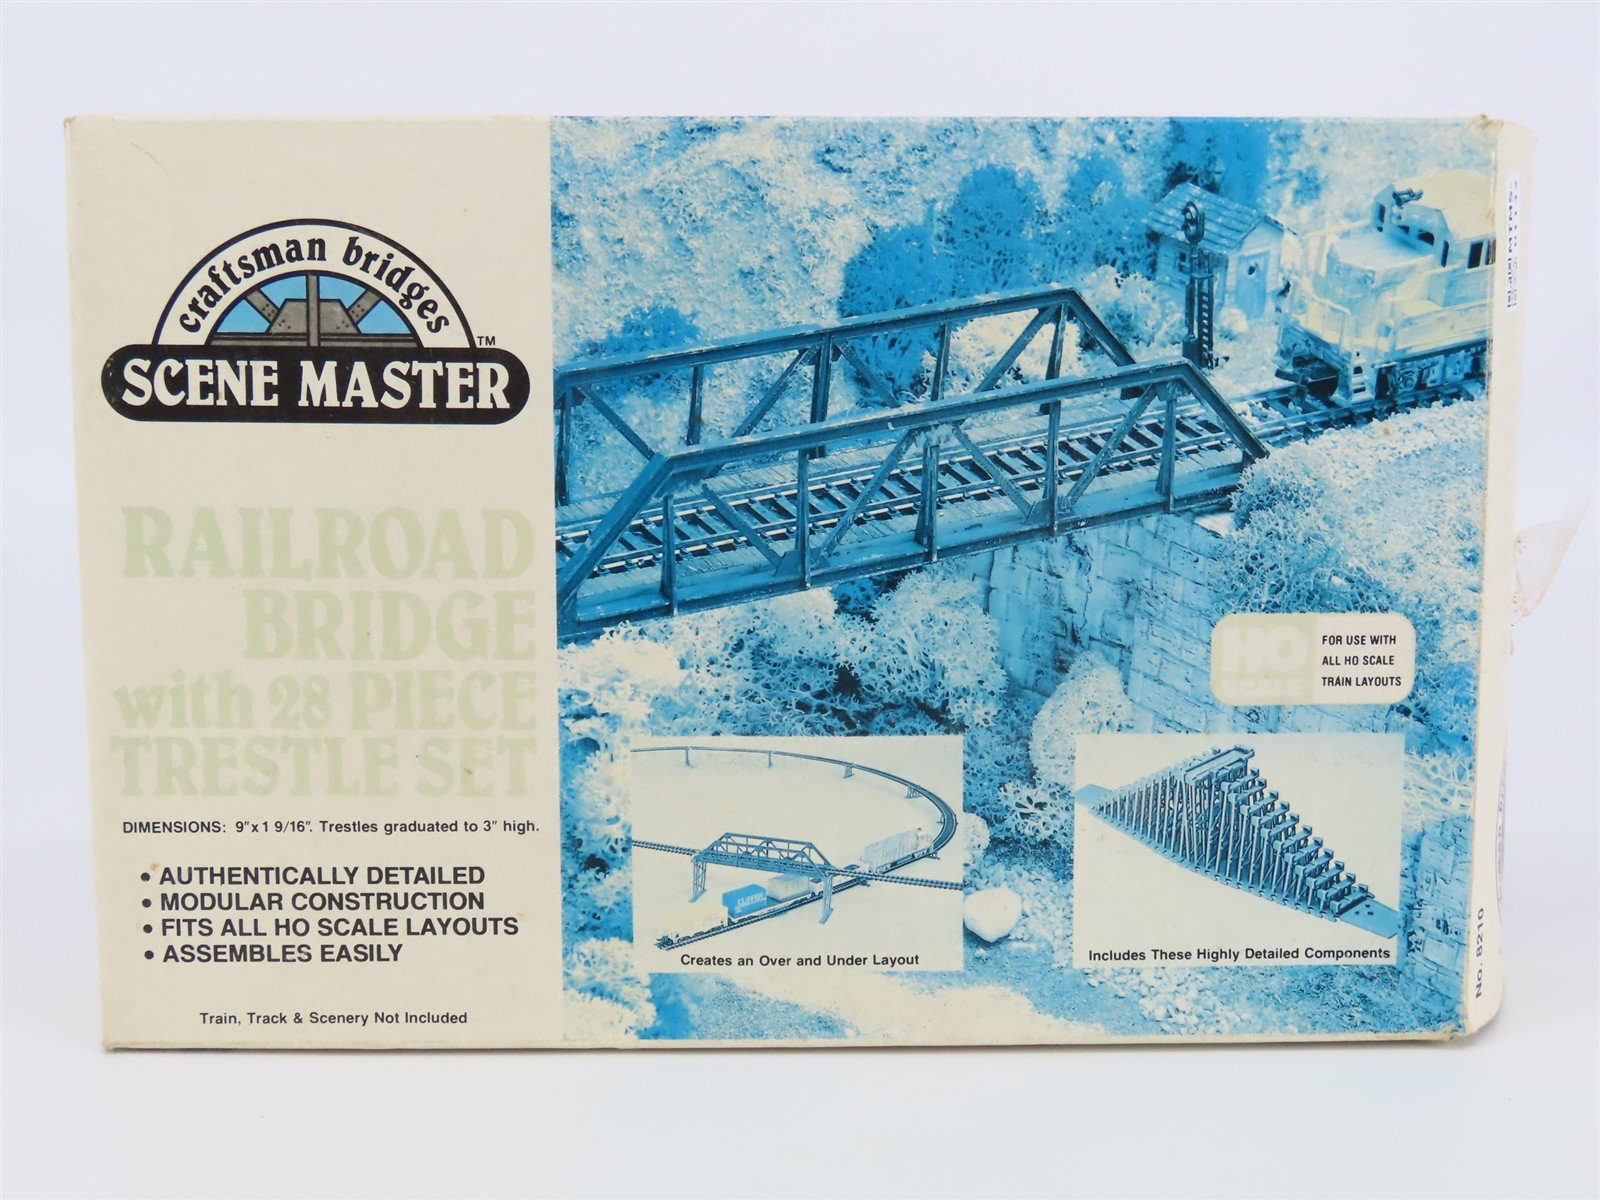 craftsman bridges
SCENE MASTER™
RAILROAD
BRIDGE
with 28 PIECE
TRESTLE SET
DIMENSIONS: 9"x1 9/16". Trestles graduated to 3" high.
• AUTHENTICALLY DETAILED
• MODULAR CONSTRUCTION
• FITS ALL HO SCALE LAYOUTS
• ASSEMBLES EASILY
Train, Track & Scenery Not Included
HO
SCALE
FOR USE WITH
ALL HO SCALE
TRAIN LAYOUTS
Creates an Over and Under Layout
Includes These Highly Detailed Components
No. 8210